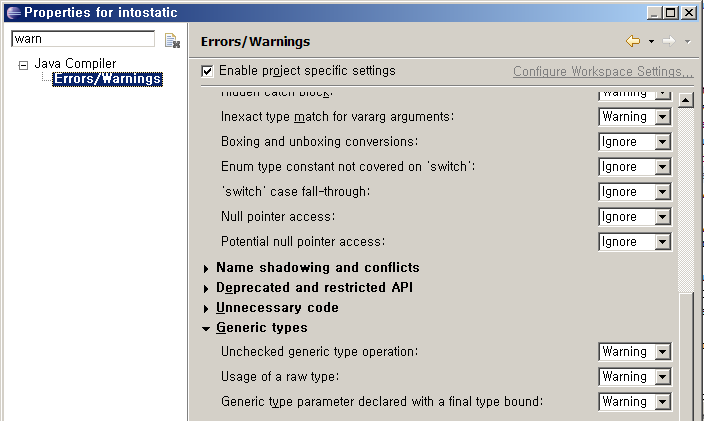 Properties for intostatic
warn
Java Compiler
Errors/Warnings
Errors/Warnings
Enable project specific settings
Configure Workspace Settings...
Hidden catch block: Warning
Inexact type match for vararg arguments: Warning
Boxing and unboxing conversions: Ignore
Enum type constant not covered on 'switch': Ignore
'switch' case fall-through: Ignore
Null pointer access: Ignore
Potential null pointer access: Ignore
Name shadowing and conflicts
Deprecated and restricted API
Unnecessary code
Generic types
Unchecked generic type operation: Warning
Usage of a raw type: Warning
Generic type parameter declared with a final type bound: Warning